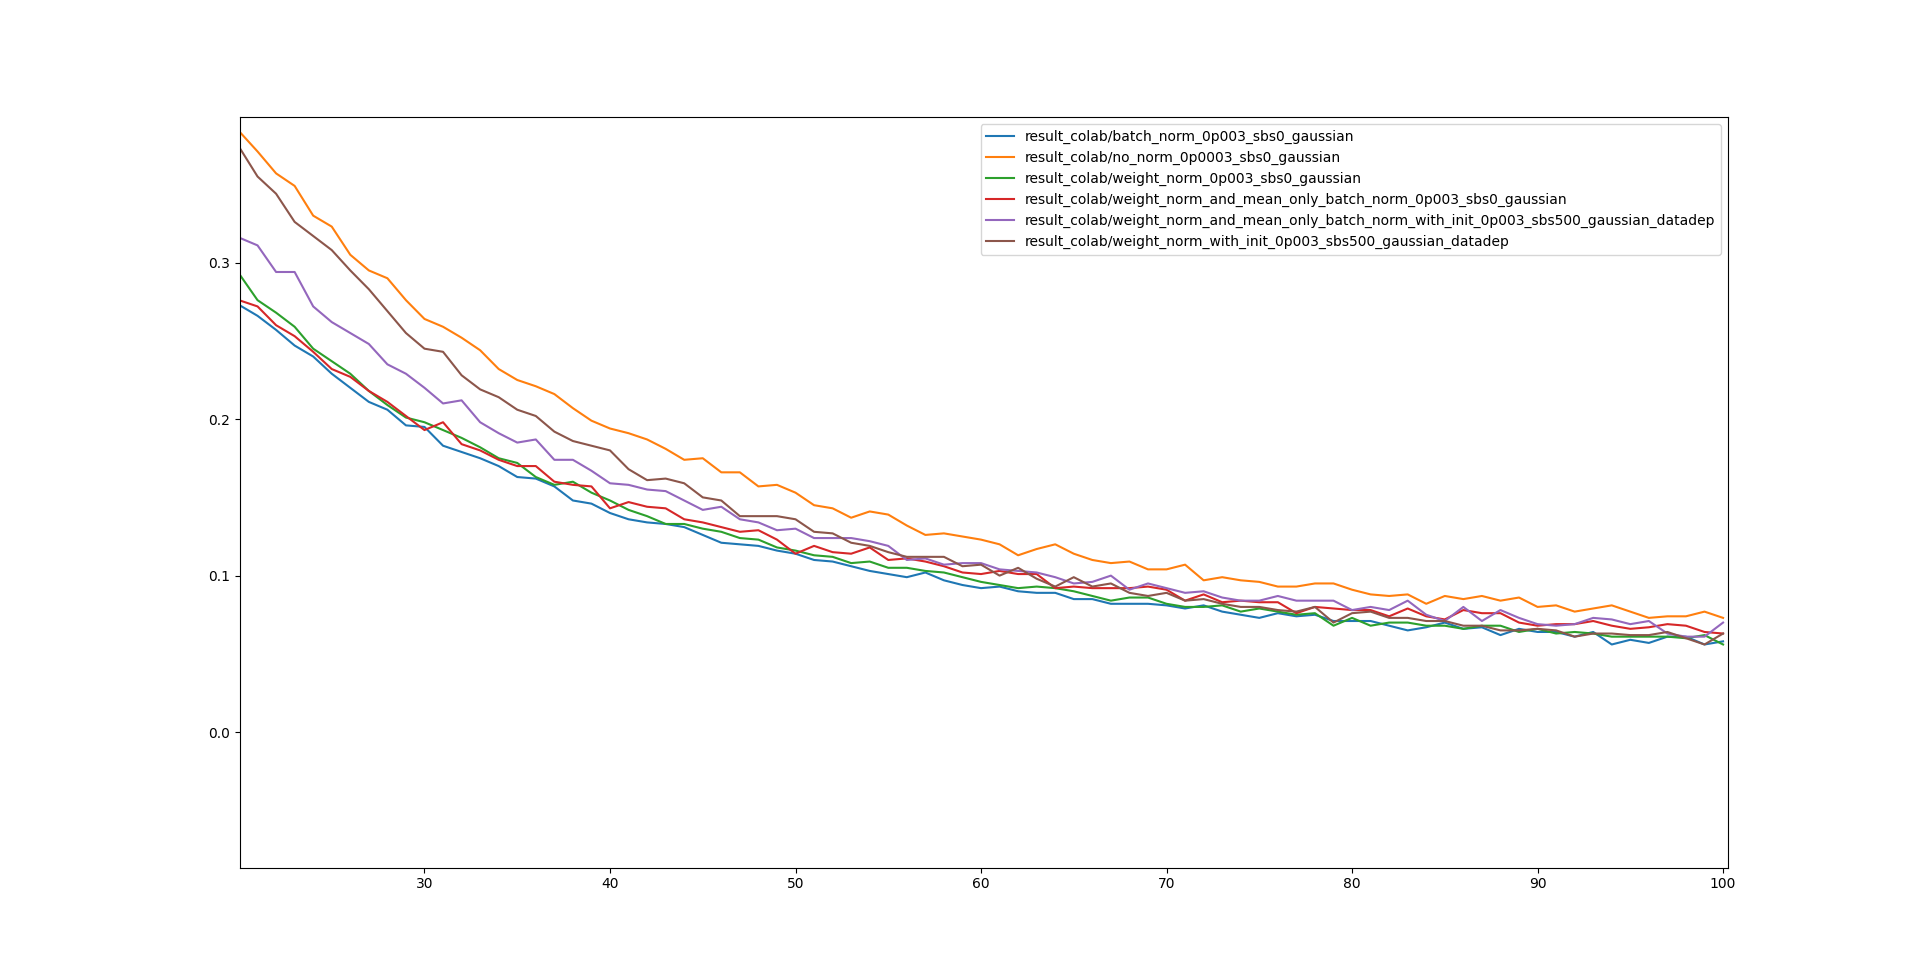 result_colab/batch_norm_0p003_sbs0_gaussian
result_colab/no_norm_0p0003_sbs0_gaussian
result_colab/weight_norm_0p003_sbs0_gaussian
result_colab/weight_norm_and_mean_only_batch_norm_0p003_sbs0_gaussian
result_colab/weight_norm_and_mean_only_batch_norm_with_init_0p003_sbs500_gaussian_datadep
result_colab/weight_norm_with_init_0p003_sbs500_gaussian_datadep
0.3
0.2
0.1
0.0
30 40 50 60 70 80 90 100